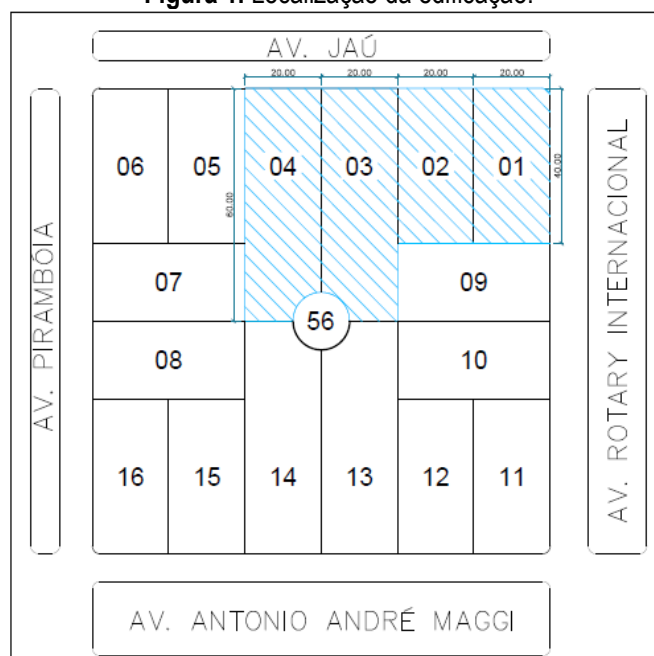 Figura 1. Localização da edificação.
AV. JAÚ
20.00 20.00 20.00 20.00
06 05 04 03 02 01
60.00
40.00
07 09
56
08 10
16 15 14 13 12 11
AV. PIRAMBÓIA
AV. ROTARY INTERNACIONAL
AV. ANTONIO ANDRÉ MAGGI